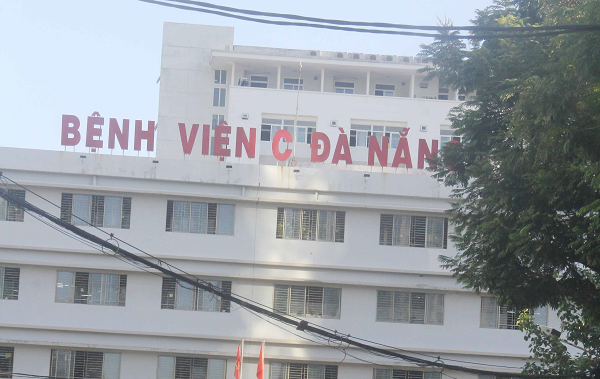 BỆNH VIỆN C ĐÀ NẴNG